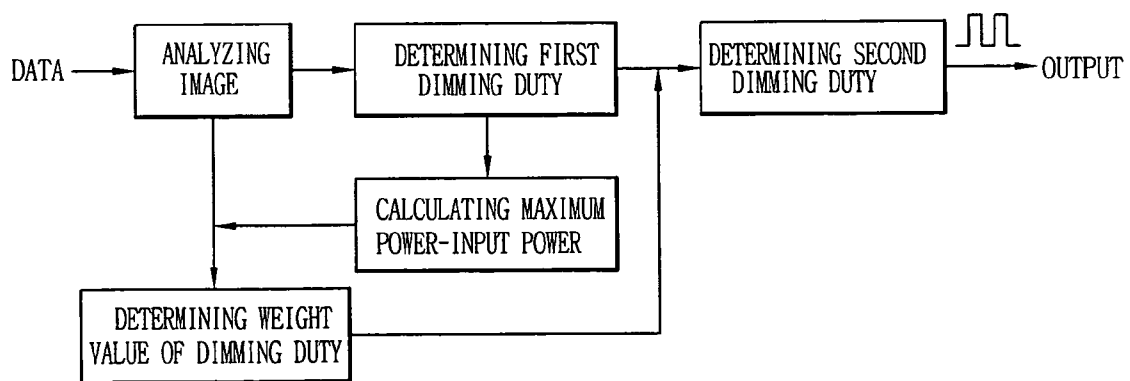 DATA
ANALYZING
IMAGE
DETERMINING FIRST
DIMMING DUTY
DETERMINING SECOND
DIMMING DUTY
OUTPUT
CALCULATING MAXIMUM
POWER-INPUT POWER
DETERMINING WEIGHT
VALUE OF DIMMING DUTY